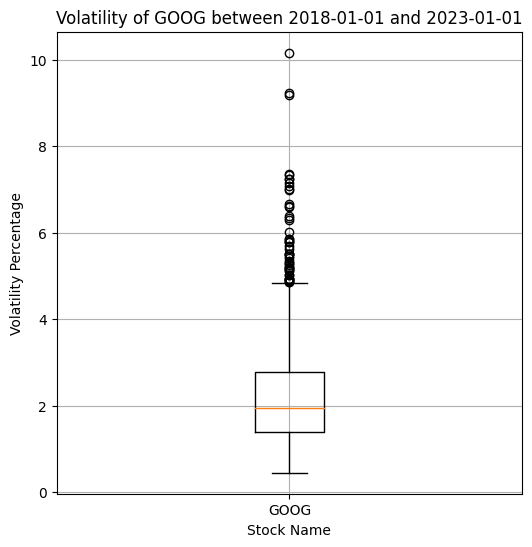 Volatility of GOOG between 2018-01-01 and 2023-01-01
10
8
6
4
2
0
Volatility Percentage
GOOG
Stock Name